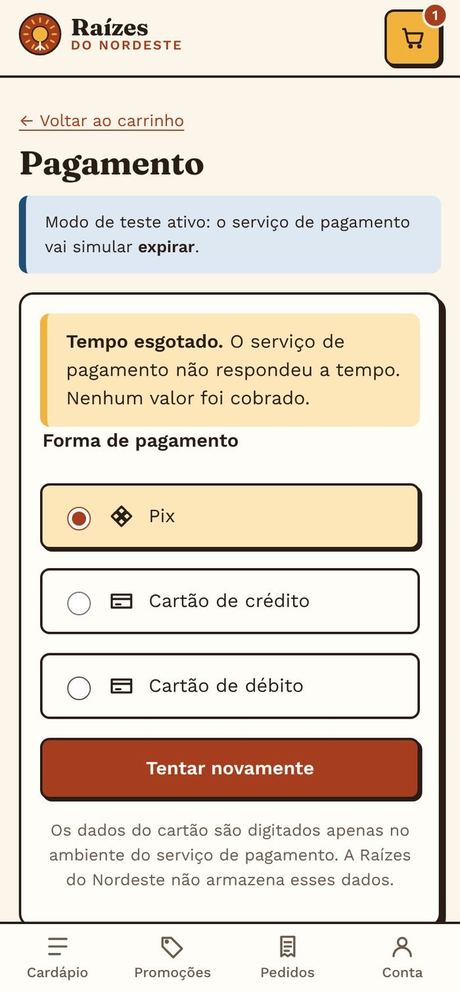 Raízes
DO NORDESTE
1
← Voltar ao carrinho
Pagamento
Modo de teste ativo: o serviço de pagamento
vai simular expirar.
Tempo esgotado. O serviço de
pagamento não respondeu a tempo.
Nenhum valor foi cobrado.
Forma de pagamento
Pix
Cartão de crédito
Cartão de débito
Tentar novamente
Os dados do cartão são digitados apenas no
ambiente do serviço de pagamento. A Raízes
do Nordeste não armazena esses dados.
Cardápio
Promoções
Pedidos
Conta